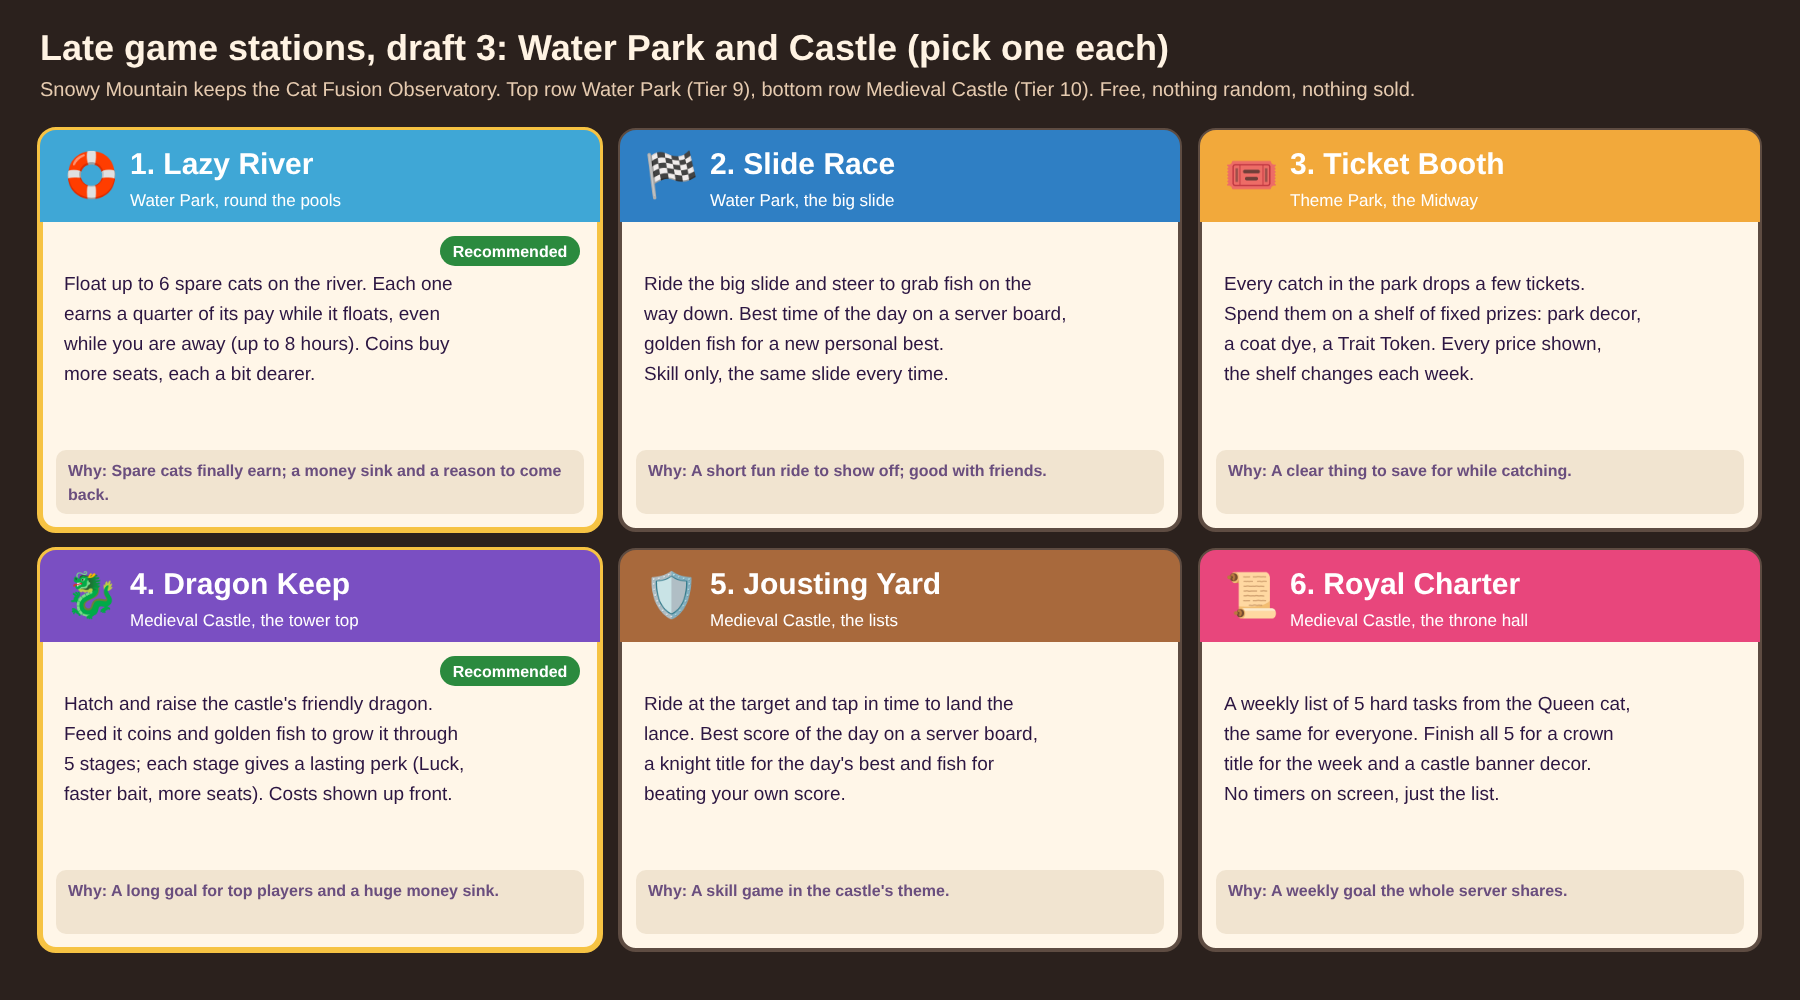 Late game stations, draft 3: Water Park and Castle (pick one each)
Snowy Mountain keeps the Cat Fusion Observatory. Top row Water Park (Tier 9), bottom row Medieval Castle (Tier 10). Free, nothing random, nothing sold.
1. Lazy River
Water Park, round the pools
Recommended
Float up to 6 spare cats on the river. Each one
earns a quarter of its pay while it floats, even
while you are away (up to 8 hours). Coins buy
more seats, each a bit dearer.
Why: Spare cats finally earn; a money sink and a reason to come
back.
2. Slide Race
Water Park, the big slide
Ride the big slide and steer to grab fish on the
way down. Best time of the day on a server board,
golden fish for a new personal best.
Skill only, the same slide every time.
Why: A short fun ride to show off; good with friends.
3. Ticket Booth
Theme Park, the Midway
Every catch in the park drops a few tickets.
Spend them on a shelf of fixed prizes: park decor,
a coat dye, a Trait Token. Every price shown,
the shelf changes each week.
Why: A clear thing to save for while catching.
4. Dragon Keep
Medieval Castle, the tower top
Recommended
Hatch and raise the castle's friendly dragon.
Feed it coins and golden fish to grow it through
5 stages; each stage gives a lasting perk (Luck,
faster bait, more seats). Costs shown up front.
Why: A long goal for top players and a huge money sink.
5. Jousting Yard
Medieval Castle, the lists
Ride at the target and tap in time to land the
lance. Best score of the day on a server board,
a knight title for the day's best and fish for
beating your own score.
Why: A skill game in the castle's theme.
6. Royal Charter
Medieval Castle, the throne hall
A weekly list of 5 hard tasks from the Queen cat,
the same for everyone. Finish all 5 for a crown
title for the week and a castle banner decor.
No timers on screen, just the list.
Why: A weekly goal the whole server shares.